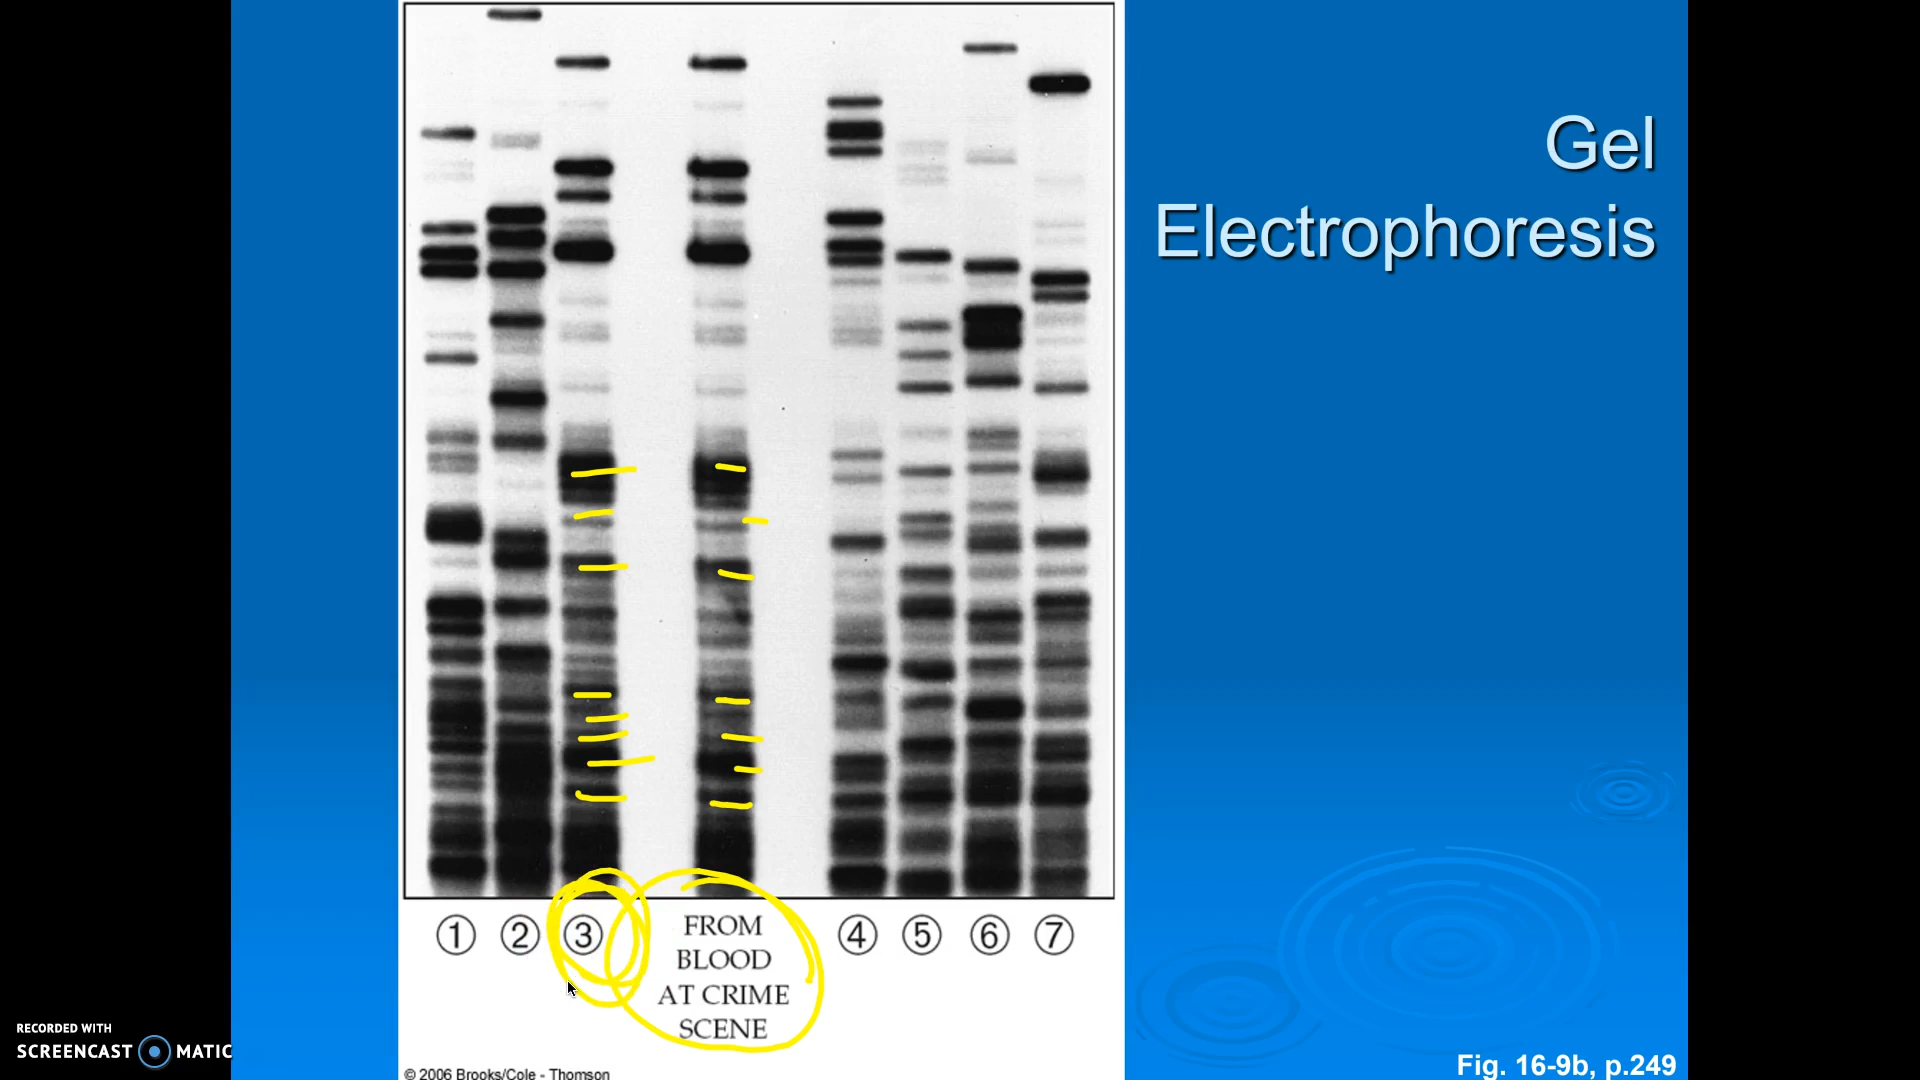 Gel
Electrophoresis
① ② ③ ④ ⑤ ⑥ ⑦
FROM
BLOOD
AT CRIME
SCENE
© 2006 Brooks/Cole - Thomson
Fig. 16-9b, p.249
RECORDED WITH
SCREENCAST MATIC